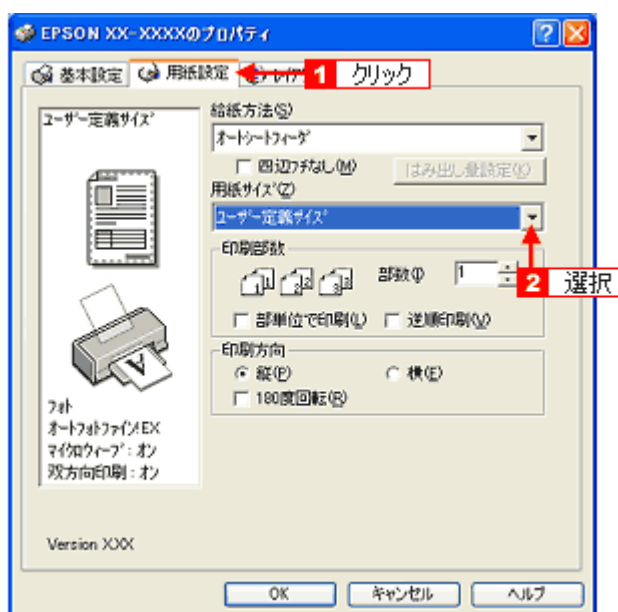 EPSON XX-XXXXのプロパティ
基本設定 用紙設定
1 クリック
ユーザー定義サイズ
給紙方法(S)
オートシートフィーダ
四辺フチなし(M) はみ出し量設定(K)
用紙サイズ(Z)
ユーザー定義サイズ
2 選択
印刷部数
部数(I) 1
部単位で印刷(L) 逆順印刷(V)
印刷方向
縦(P) 横(E)
180度回転(R)
フォト
オートフォトファイン!EX
マイクロウィーブ:オン
双方向印刷:オン
Version XXX
OK キャンセル ヘルプ